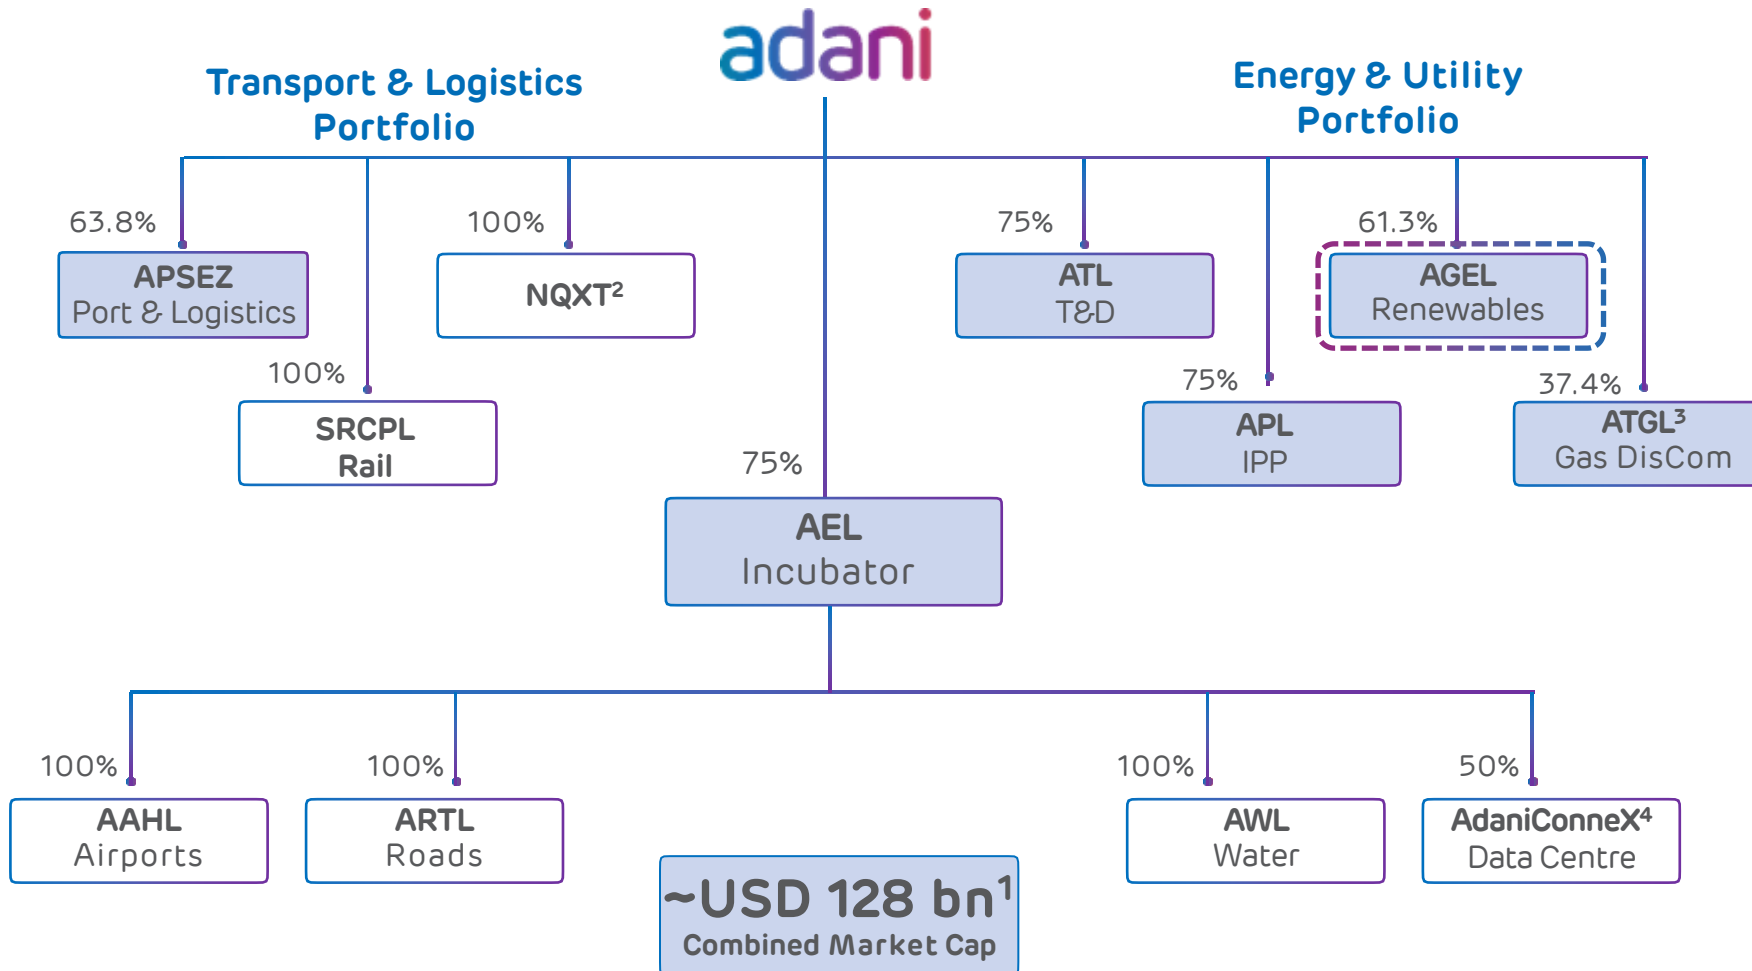 adani
Transport & Logistics
Portfolio
Energy & Utility
Portfolio
63.8%
APSEZ
Port & Logistics
100%
SRCPL
Rail
100%
NQXT²
75%
ATL
T&D
75%
APL
IPP
61.3%
AGEL
Renewables
37.4%
ATGL³
Gas DisCom
75%
AEL
Incubator
100%
AAHL
Airports
100%
ARTL
Roads
100%
AWL
Water
50%
AdaniConneX⁴
Data Centre
~USD 128 bn¹
Combined Market Cap